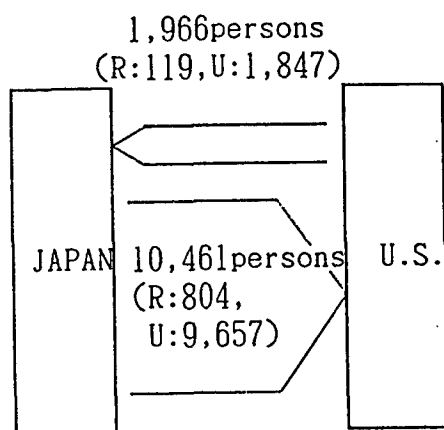 1,966persons
(R:119,U:1,847)
JAPAN
10,461persons
(R:804,
U:9,657)
U.S.